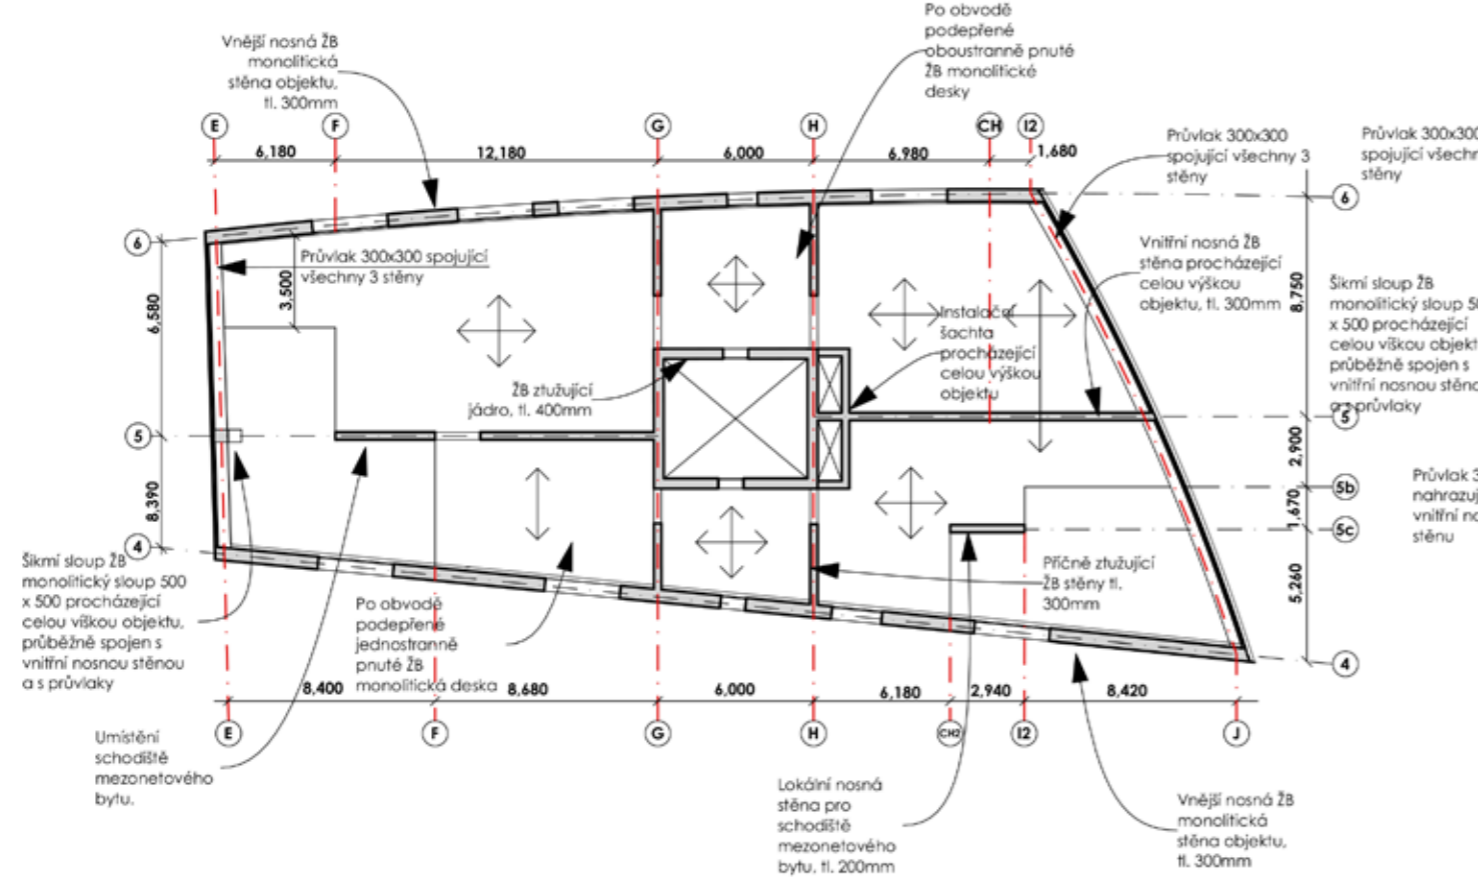 Vnější nosná ŽB
monolitická
stěna objektu,
tl. 300mm
Po obvodě
podepřené
oboustranně pnuté
ŽB monolitické
desky
E
F
G
H
CH
I2
6,180
12,180
6,000
6,980
1,680
Průvlak 300x300
spojující všechny 3
stěny
Průvlak 300x300
spojující všechn
stěny
6
6
Průvlak 300x300 spojující
všechny 3 stěny
3,500
6,580
8,750
Vnitřní nosná ŽB
stěna procházející
celou výškou
objektu, tl. 300mm
Šikmí sloup ŽB
monolitický sloup 50
x 500 procházející
celou víškou objekt
průběžně spojen s
vnitřní nosnou stěno
a s průvlaky
Instalační
šachta
procházející
celou výškou
objektu
ŽB ztužující
jádro, tl. 400mm
5
5
2,900
5b
1,670
5c
Průvlak 3
nahrazuj
vnitřní no
stěnu
8,390
4
5,260
4
Šikmí sloup ŽB
monolitický sloup 500
x 500 procházející
celou víškou objektu,
průběžně spojen s
vnitřní nosnou stěnou
a s průvlaky
Po obvodě
podepřené
jednostranně
pnuté ŽB
monolitická deska
Příčně ztužující
ŽB stěny tl.
300mm
8,400
8,680
6,000
6,180
2,940
8,420
E
F
G
H
CH2
I2
J
Umístění
schodiště
mezonetového
bytu.
Lokální nosná
stěna pro
schodiště
mezonetového
bytu, tl. 200mm
Vnější nosná ŽB
monolitická
stěna objektu,
tl. 300mm